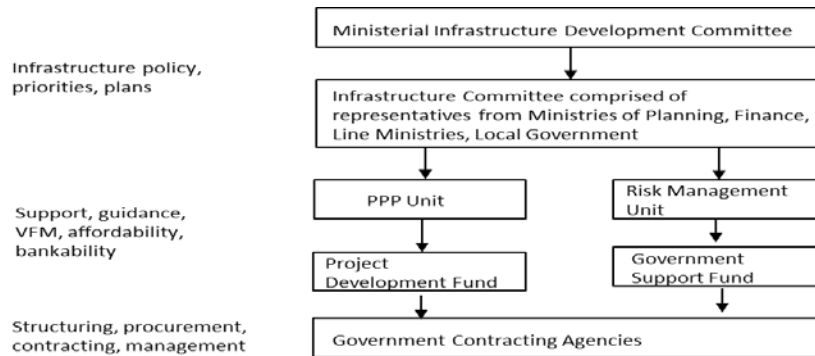 Ministerial Infrastructure Development Committee
Infrastructure policy,
priorities, plans
Infrastructure Committee comprised of
representatives from Ministries of Planning, Finance,
Line Ministries, Local Government
Support, guidance,
VFM, affordability,
bankability
PPP Unit
Risk Management
Unit
Project
Development Fund
Government
Support Fund
Structuring, procurement,
contracting, management
Government Contracting Agencies